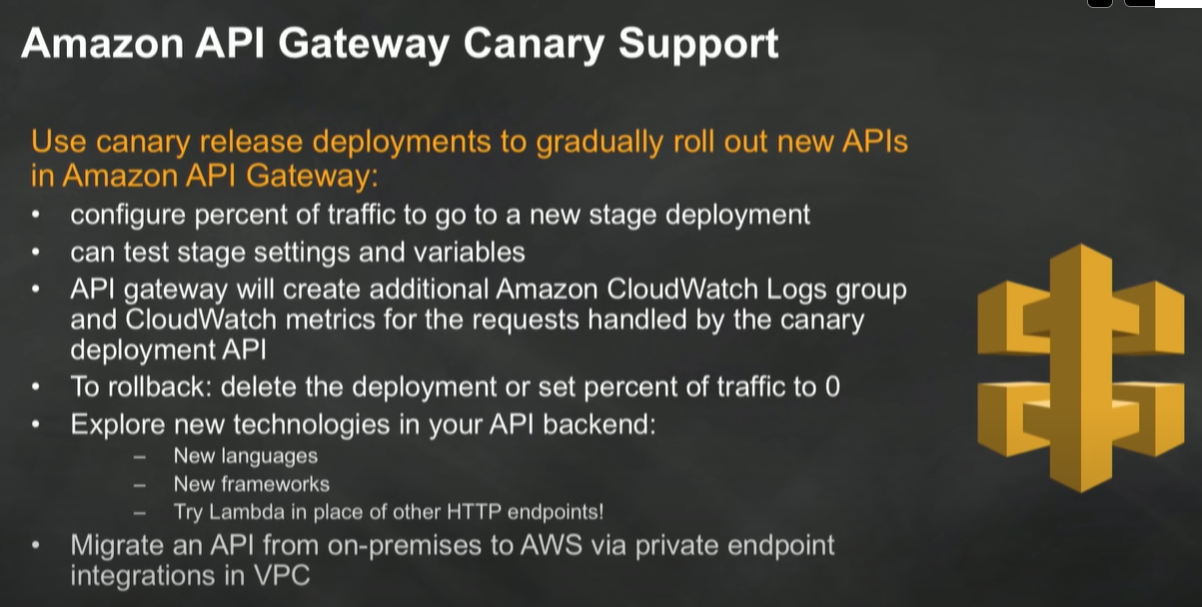 Amazon API Gateway Canary Support
Use canary release deployments to gradually roll out new APIs
in Amazon API Gateway:
• configure percent of traffic to go to a new stage deployment
• can test stage settings and variables
• API gateway will create additional Amazon CloudWatch Logs group
and CloudWatch metrics for the requests handled by the canary
deployment API
• To rollback: delete the deployment or set percent of traffic to 0
• Explore new technologies in your API backend:
– New languages
– New frameworks
– Try Lambda in place of other HTTP endpoints!
• Migrate an API from on-premises to AWS via private endpoint
integrations in VPC